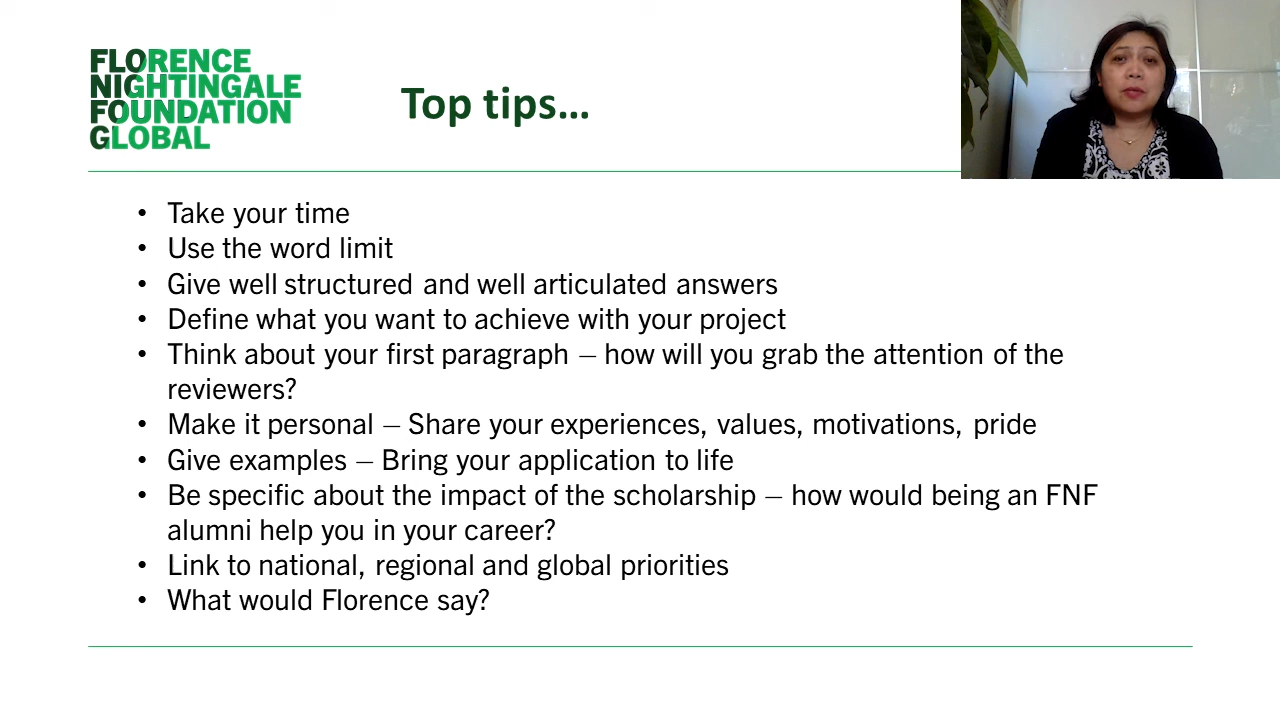 FLORENCE
NIGHTINGALE
FOUNDATION
GLOBAL
Top tips...
• Take your time
• Use the word limit
• Give well structured and well articulated answers
• Define what you want to achieve with your project
• Think about your first paragraph – how will you grab the attention of the
reviewers?
• Make it personal – Share your experiences, values, motivations, pride
• Give examples – Bring your application to life
• Be specific about the impact of the scholarship – how would being an FNF
alumni help you in your career?
• Link to national, regional and global priorities
• What would Florence say?